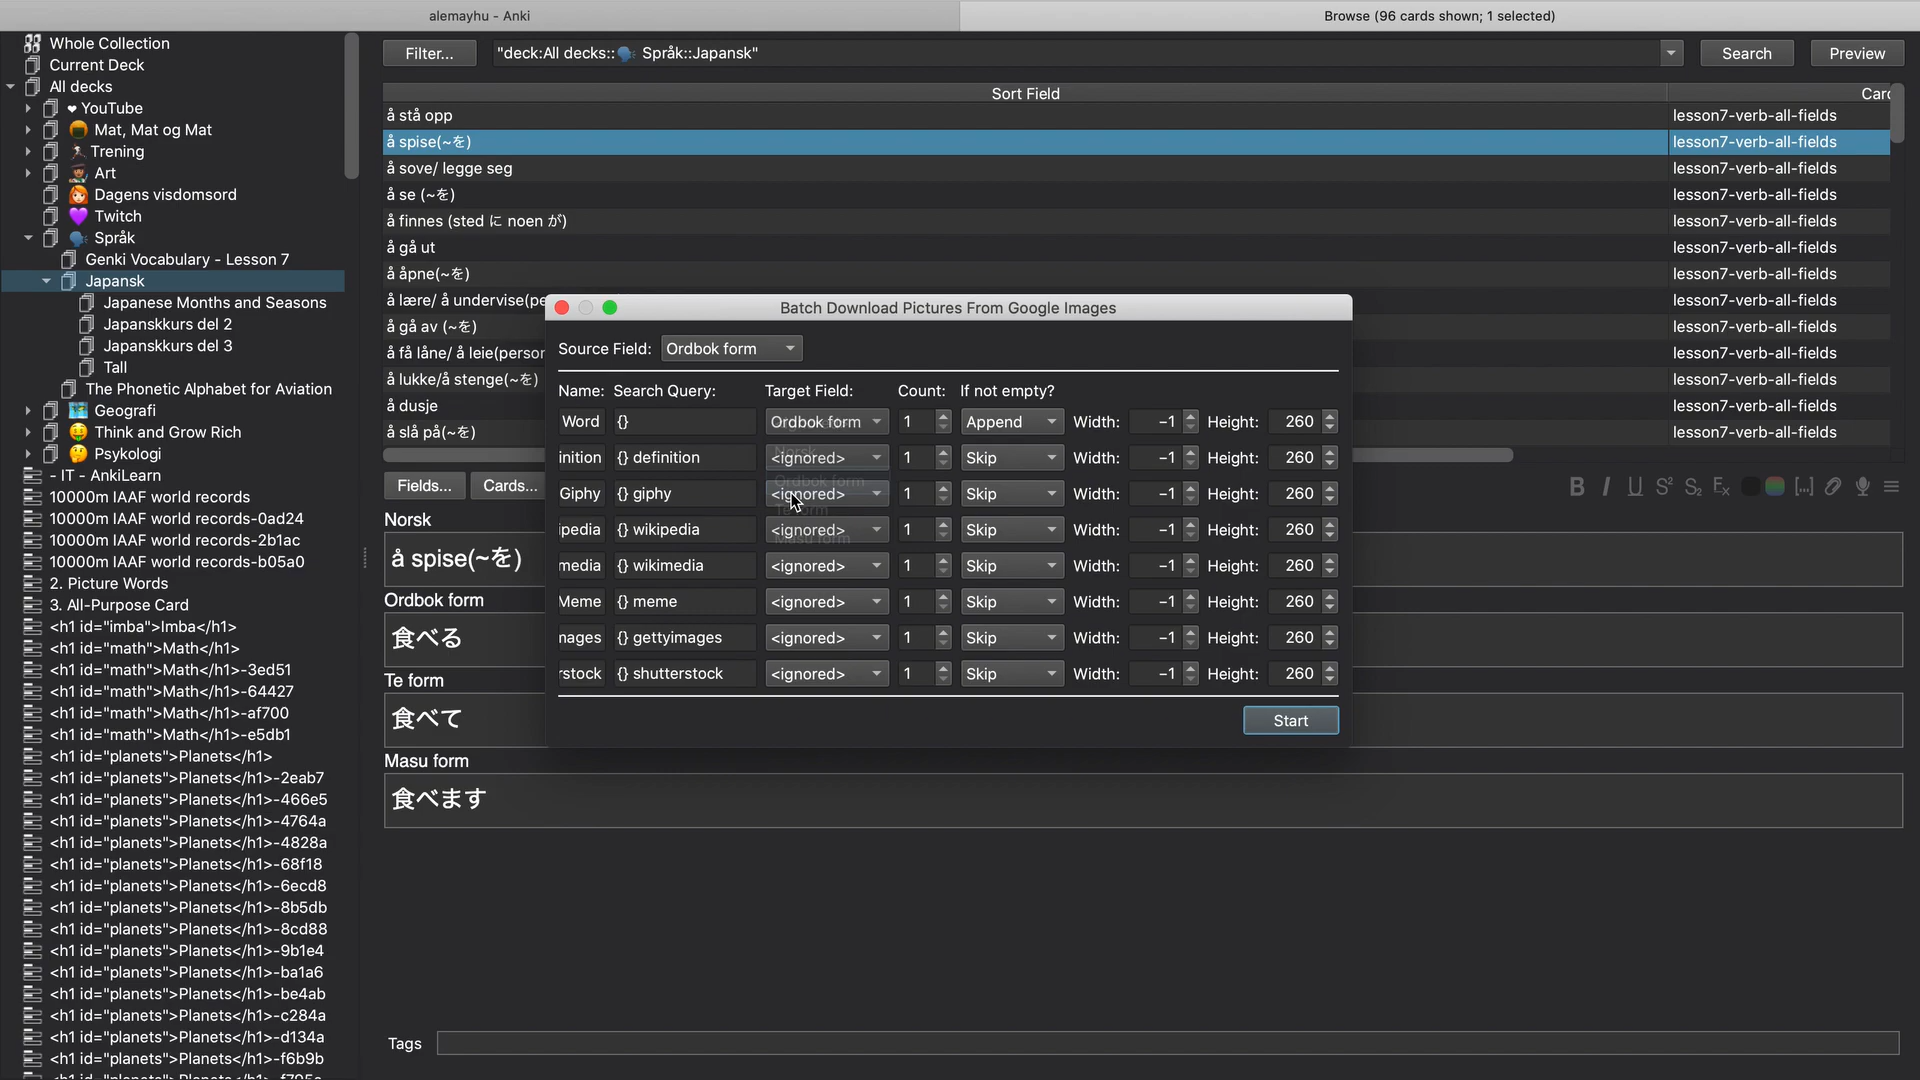 alemayhu - Anki
Browse (96 cards shown; 1 selected)
Whole Collection
Current Deck
All decks
❤ YouTube
Mat, Mat og Mat
Trening
Art
Dagens visdomsord
Twitch
Språk
Genki Vocabulary - Lesson 7
Japansk
Japanese Months and Seasons
Japanskkurs del 2
Japanskkurs del 3
Tall
The Phonetic Alphabet for Aviation
Geografi
Think and Grow Rich
Psykologi
- IT - AnkiLearn
10000m IAAF world records
10000m IAAF world records-0ad24
10000m IAAF world records-2b1ac
10000m IAAF world records-b05a0
2. Picture Words
3. All-Purpose Card
<h1 id="imba">Imba</h1>
<h1 id="math">Math</h1>
<h1 id="math">Math</h1>-3ed51
<h1 id="math">Math</h1>-64427
<h1 id="math">Math</h1>-af700
<h1 id="math">Math</h1>-e5db1
<h1 id="planets">Planets</h1>
<h1 id="planets">Planets</h1>-2eab7
<h1 id="planets">Planets</h1>-466e5
<h1 id="planets">Planets</h1>-4764a
<h1 id="planets">Planets</h1>-4828a
<h1 id="planets">Planets</h1>-68f18
<h1 id="planets">Planets</h1>-6ecd8
<h1 id="planets">Planets</h1>-8b5db
<h1 id="planets">Planets</h1>-8cd88
<h1 id="planets">Planets</h1>-9b1e4
<h1 id="planets">Planets</h1>-ba1a6
<h1 id="planets">Planets</h1>-be4ab
<h1 id="planets">Planets</h1>-c284a
<h1 id="planets">Planets</h1>-d134a
<h1 id="planets">Planets</h1>-f6b9b
Filter... "deck:All decks::🗣 Språk::Japansk" Search Preview
Sort Field Carc
å stå opp lesson7-verb-all-fields
å spise(~を) lesson7-verb-all-fields
å sove/ legge seg lesson7-verb-all-fields
å se (~を) lesson7-verb-all-fields
å finnes (sted に noen が) lesson7-verb-all-fields
å gå ut lesson7-verb-all-fields
å åpne(~を) lesson7-verb-all-fields
å lære/ å undervise(pe lesson7-verb-all-fields
å gå av (~を) lesson7-verb-all-fields
å få låne/ å leie(person lesson7-verb-all-fields
å lukke/å stenge(~を) lesson7-verb-all-fields
å dusje lesson7-verb-all-fields
å slå på(~を) lesson7-verb-all-fields
Fields... Cards...
B I U S² S₂ Ex [...]
Norsk
å spise(~を)
Ordbok form
食べる
Te form
食べて
Masu form
食べます
Tags
Batch Download Pictures From Google Images
Source Field: Ordbok form
Name: Search Query: Target Field: Count: If not empty?
Word {} Ordbok form 1 Append Width: -1 Height: 260
inition {} definition <ignored> 1 Skip Width: -1 Height: 260
Giphy {} giphy <ignored> 1 Skip Width: -1 Height: 260
ipedia {} wikipedia <ignored> 1 Skip Width: -1 Height: 260
media {} wikimedia <ignored> 1 Skip Width: -1 Height: 260
Meme {} meme <ignored> 1 Skip Width: -1 Height: 260
nages {} gettyimages <ignored> 1 Skip Width: -1 Height: 260
rstock {} shutterstock <ignored> 1 Skip Width: -1 Height: 260
Start